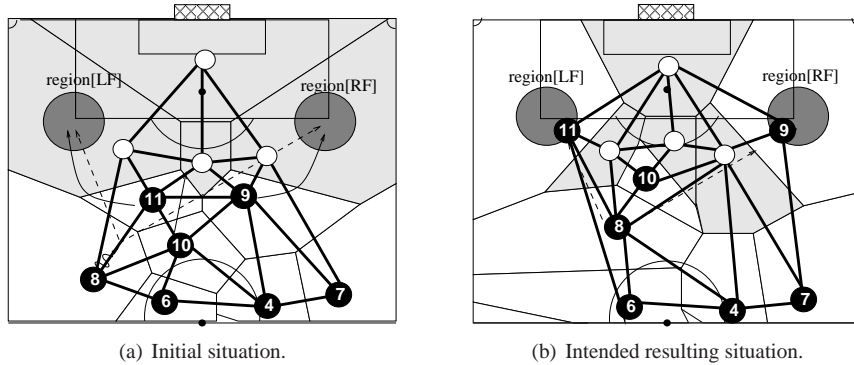 region[LF]
region[RF]
11
9
10
8
6
4
7
(a) Initial situation.
region[LF]
region[RF]
11
9
10
8
6
4
7
(b) Intended resulting situation.